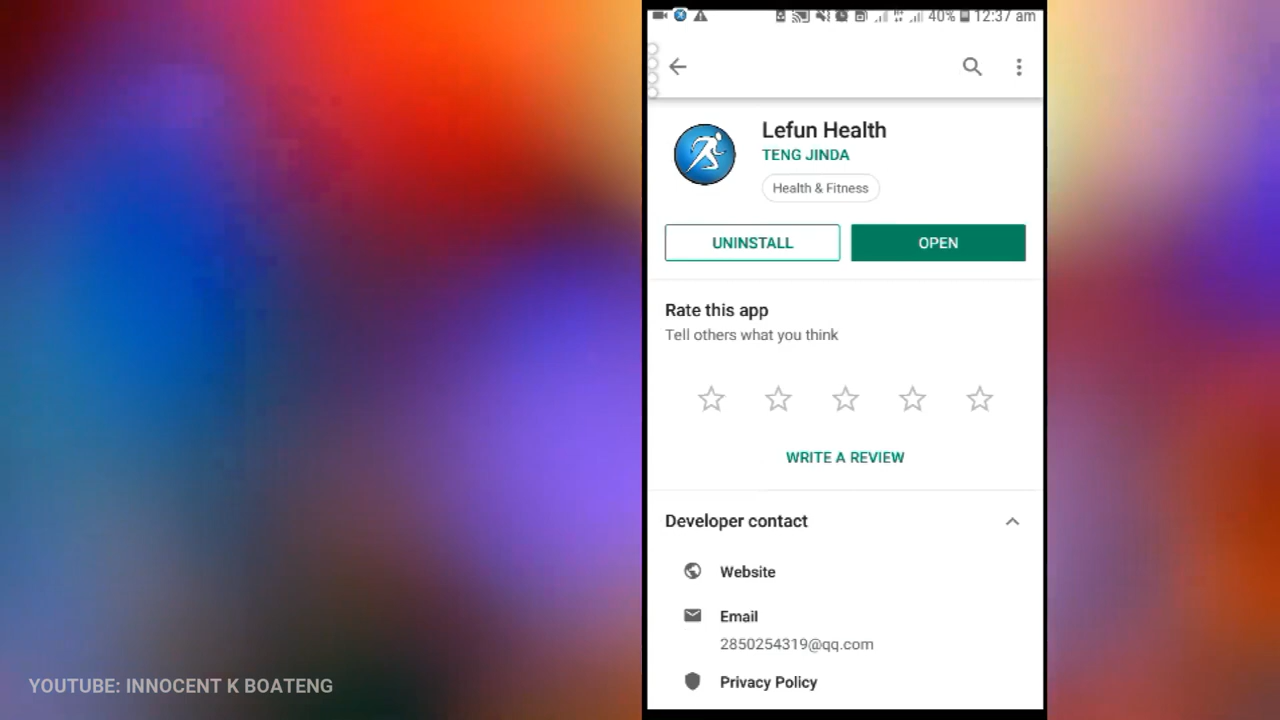 40% 12:37 am
Lefun Health
TENG JINDA
Health & Fitness
UNINSTALL OPEN
Rate this app
Tell others what you think
WRITE A REVIEW
Developer contact
Website
Email
2850254319@qq.com
Privacy Policy
YOUTUBE: INNOCENT K BOATENG